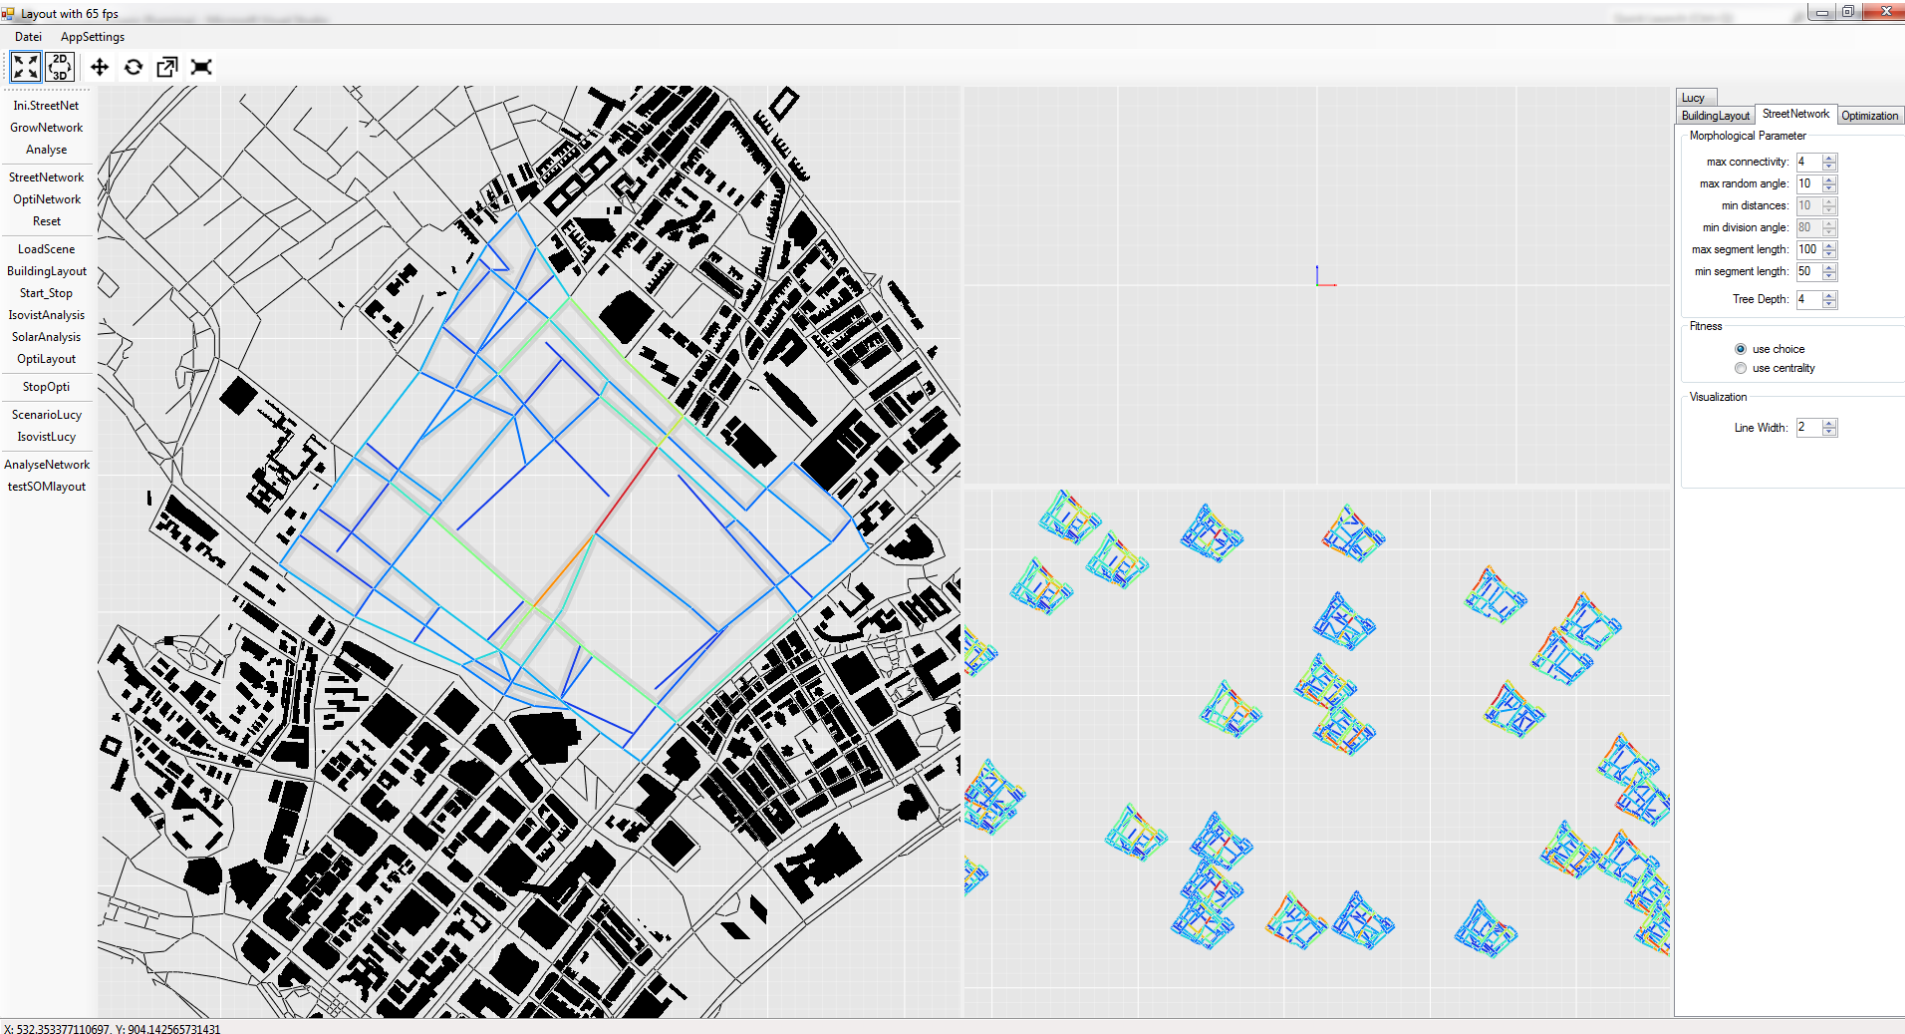 Layout with 65 fps
Datei AppSettings
2D
3D
Ini.StreetNet
GrowNetwork
Analyse
StreetNetwork
OptiNetwork
Reset
LoadScene
BuildingLayout
Start_Stop
IsovistAnalysis
SolarAnalysis
OptiLayout
StopOpti
ScenarioLucy
IsovistLucy
AnalyseNetwork
testSOMlayout
Lucy
BuildingLayout StreetNetwork Optimization
Morphological Parameter
max connectivity: 4
max random angle: 10
min distances: 10
min division angle: 80
max segment length: 100
min segment length: 50
Tree Depth: 4
Fitness
use choice
use centrality
Visualization
Line Width: 2
X: 532.353377110697, Y: 904.142565731431